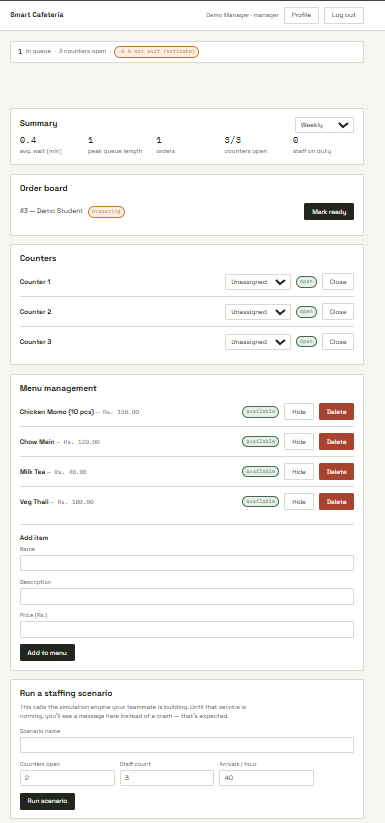 Smart Cafeteria
Demo Manager · manager
Profile
Log out
1 in queue · 3 counters open · ~0.0 min wait (estimate)
Summary
Weekly
0.4
avg. wait (min)
1
peak queue length
1
orders
3/3
counters open
0
staff on duty
Order board
#3 — Demo Student preparing
Mark ready
Counters
Counter 1 Unassigned open Close
Counter 2 Unassigned open Close
Counter 3 Unassigned open Close
Menu management
Chicken Momo (10 pcs) — Rs. 150.00 available Hide Delete
Chow Mein — Rs. 120.00 available Hide Delete
Milk Tea — Rs. 40.00 available Hide Delete
Veg Thali — Rs. 180.00 available Hide Delete
Add item
Name
Description
Price (Rs.)
Add to menu
Run a staffing scenario
This calls the simulation engine your teammate is building. Until that service is
running, you'll see a message here instead of a crash — that's expected.
Scenario name
Counters open
2
Staff count
3
Arrivals / hour
40
Run scenario